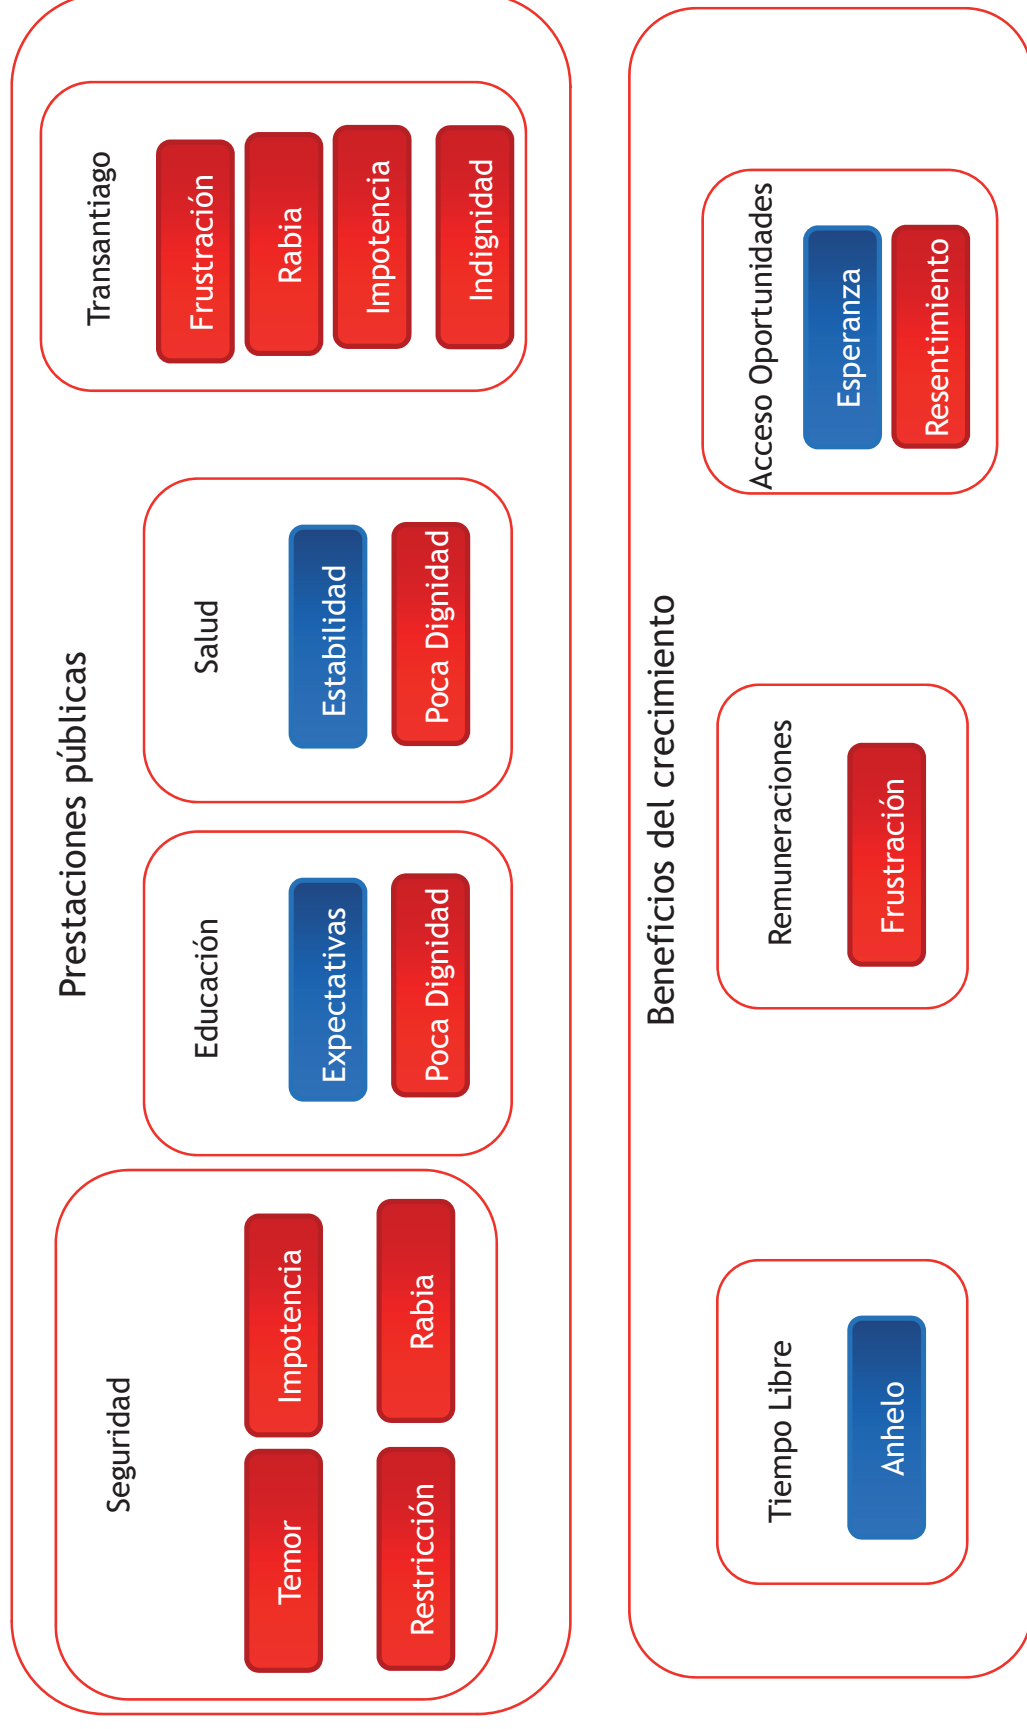 Prestaciones públicas
Seguridad
Temor
Impotencia
Restricción
Rabia
Educación
Expectativas
Poca Dignidad
Salud
Estabilidad
Poca Dignidad
Transantiago
Frustración
Rabia
Impotencia
Indignidad
Beneficios del crecimiento
Tiempo Libre
Anhelo
Remuneraciones
Frustración
Acceso Oportunidades
Esperanza
Resentimiento